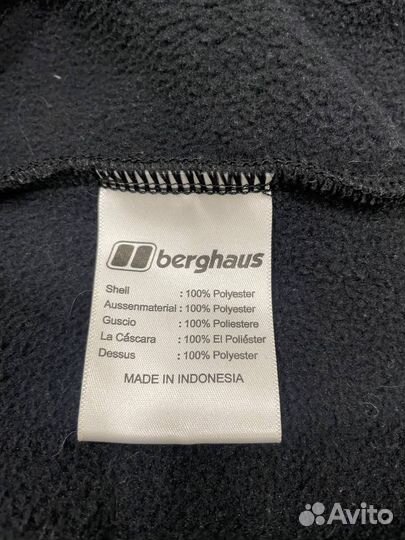 berghaus
Shell : 100% Polyester
Aussenmaterial : 100% Polyester
Guscio : 100% Poliestere
La Cáscara : 100% El Poliéster
Dessus : 100% Polyester
MADE IN INDONESIA
Avito